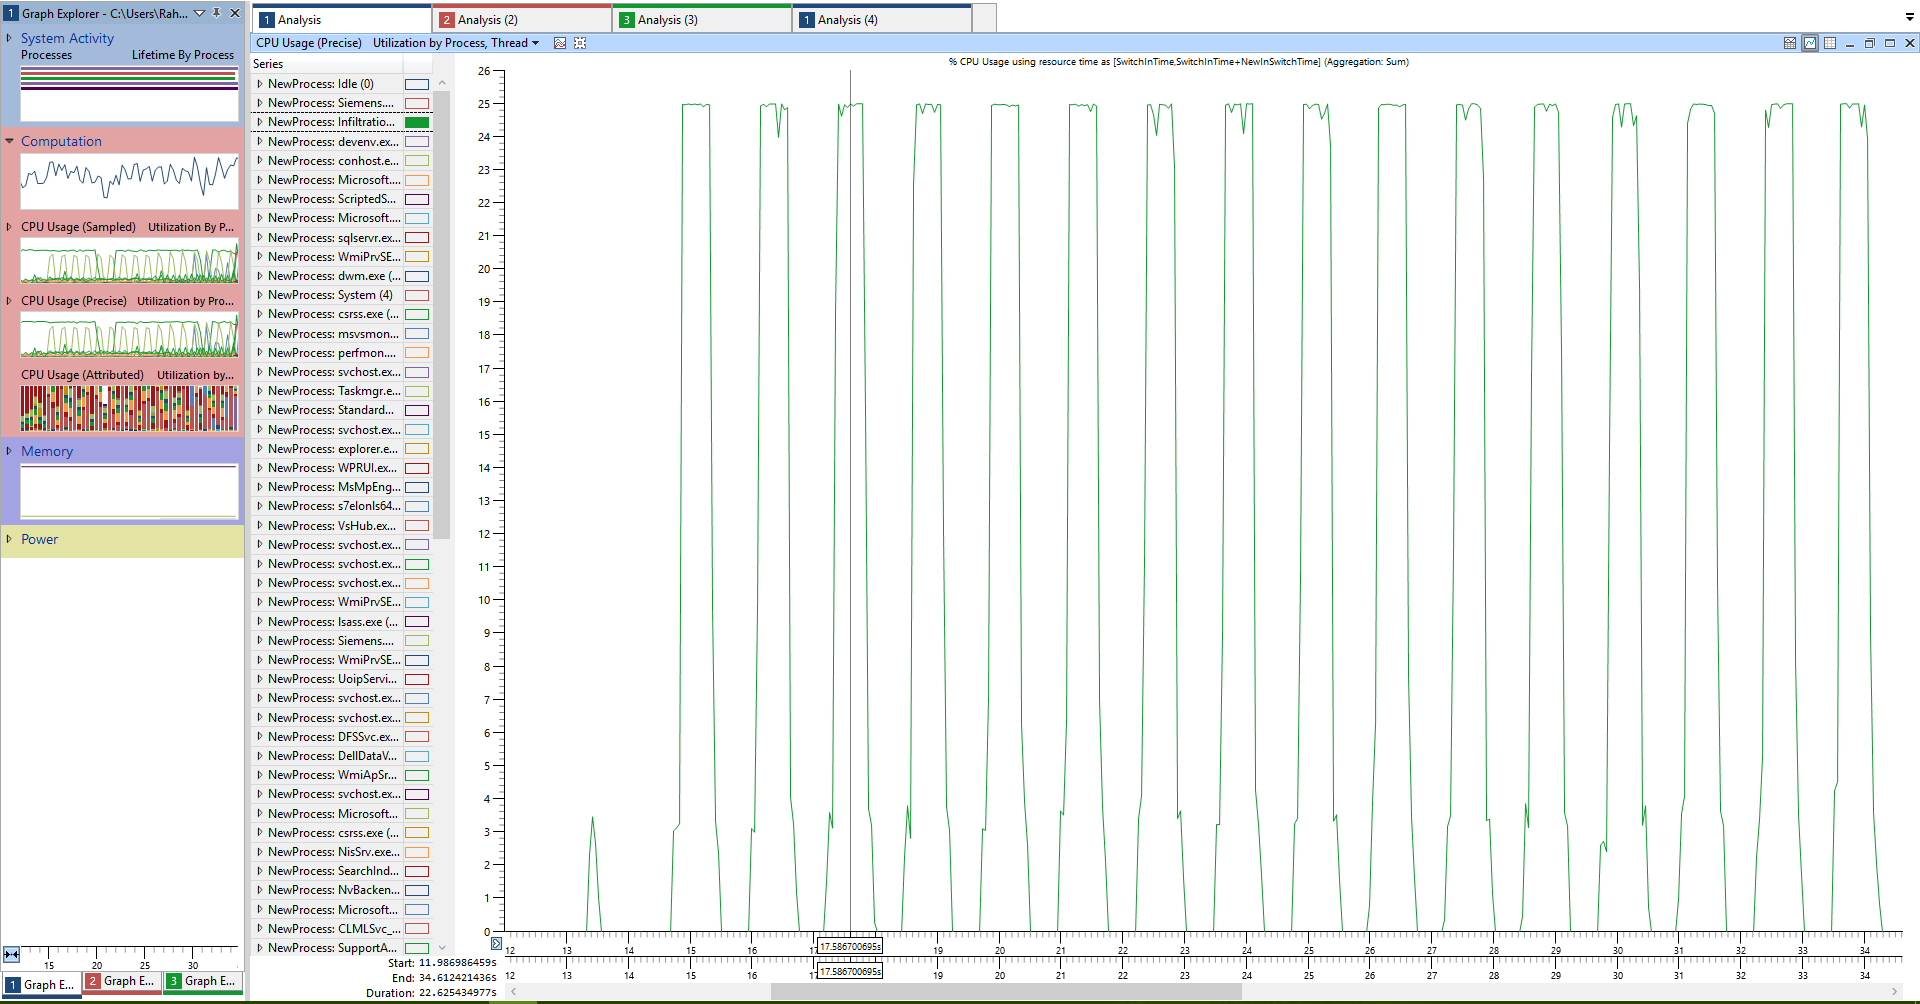 1 Graph Explorer - C:\Users\Rah...
System Activity
Processes Lifetime By Process
Computation
CPU Usage (Sampled) Utilization By P...
CPU Usage (Precise) Utilization by Pro...
CPU Usage (Attributed) Utilization by...
Memory
Power
15 20 25 30
1 Graph E... 2 Graph E... 3 Graph E...
1 Analysis 2 Analysis (2) 3 Analysis (3) 1 Analysis (4)
CPU Usage (Precise) Utilization by Process, Thread
Series
NewProcess: Idle (0)
NewProcess: Siemens....
NewProcess: Infiltratio...
NewProcess: devenv.ex...
NewProcess: conhost.e...
NewProcess: Microsoft....
NewProcess: ScriptedS...
NewProcess: Microsoft....
NewProcess: sqlservr.ex...
NewProcess: WmiPrvSE...
NewProcess: dwm.exe (...
NewProcess: System (4)
NewProcess: csrss.exe (...
NewProcess: msvsmon...
NewProcess: perfmon....
NewProcess: svchost.ex...
NewProcess: Taskmgr.e...
NewProcess: Standard...
NewProcess: svchost.ex...
NewProcess: explorer.e...
NewProcess: WPRUI.ex...
NewProcess: MsMpEng...
NewProcess: s7elonls64...
NewProcess: VsHub.ex...
NewProcess: svchost.ex...
NewProcess: svchost.ex...
NewProcess: svchost.ex...
NewProcess: WmiPrvSE...
NewProcess: lsass.exe (...
NewProcess: Siemens....
NewProcess: WmiPrvSE...
NewProcess: UoipServi...
NewProcess: svchost.ex...
NewProcess: svchost.ex...
NewProcess: DFSSvc.ex...
NewProcess: DellDataV...
NewProcess: WmiApSr...
NewProcess: svchost.ex...
NewProcess: Microsoft...
NewProcess: csrss.exe (...
NewProcess: NisSrv.exe...
NewProcess: SearchInd...
NewProcess: NvBacken...
NewProcess: Microsoft...
NewProcess: CLMLSvc_...
NewProcess: SupportA...
Start: 11.986986459s
End: 34.612421436s
Duration: 22.625434977s
% CPU Usage using resource time as [SwitchInTime,SwitchInTime+NewInSwitchTime] (Aggregation: Sum)
26
25
24
23
22
21
20
19
18
17
16
15
14
13
12
11
10
9
8
7
6
5
4
3
2
1
0
12 13 14 15 16 17.586700695s 19 20 21 22 23 24 25 26 27 28 29 30 31 32 33 34
12 13 14 15 16 17.586700695s 19 20 21 22 23 24 25 26 27 28 29 30 31 32 33 34